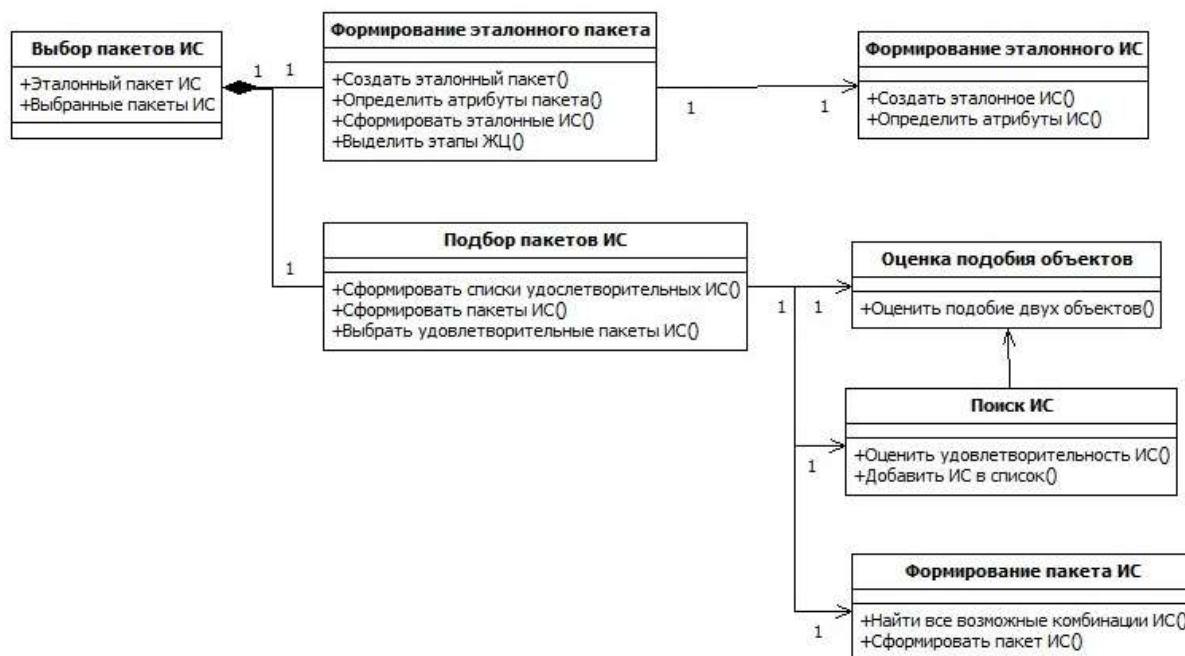 Выбор пакетов ИС
+Эталонный пакет ИС
+Выбранные пакеты ИС
1
1
Формирование эталонного пакета
+Создать эталонный пакет()
+Определить атрибуты пакета()
+Сформировать эталонные ИС()
+Выделить этапы ЖЦ()
1
1
Формирование эталонного ИС
+Создать эталонное ИС()
+Определить атрибуты ИС()
1
Подбор пакетов ИС
+Сформировать списки удослетворительных ИС()
+Сформировать пакеты ИС()
+Выбрать удовлетворительные пакеты ИС()
1
1
Оценка подобия объектов
+Оценить подобие двух объектов()
1
Поиск ИС
+Оценить удовлетворительность ИС()
+Добавить ИС в список()
1
Формирование пакета ИС
+Найти все возможные комбинации ИС()
+Сформировать пакет ИС()